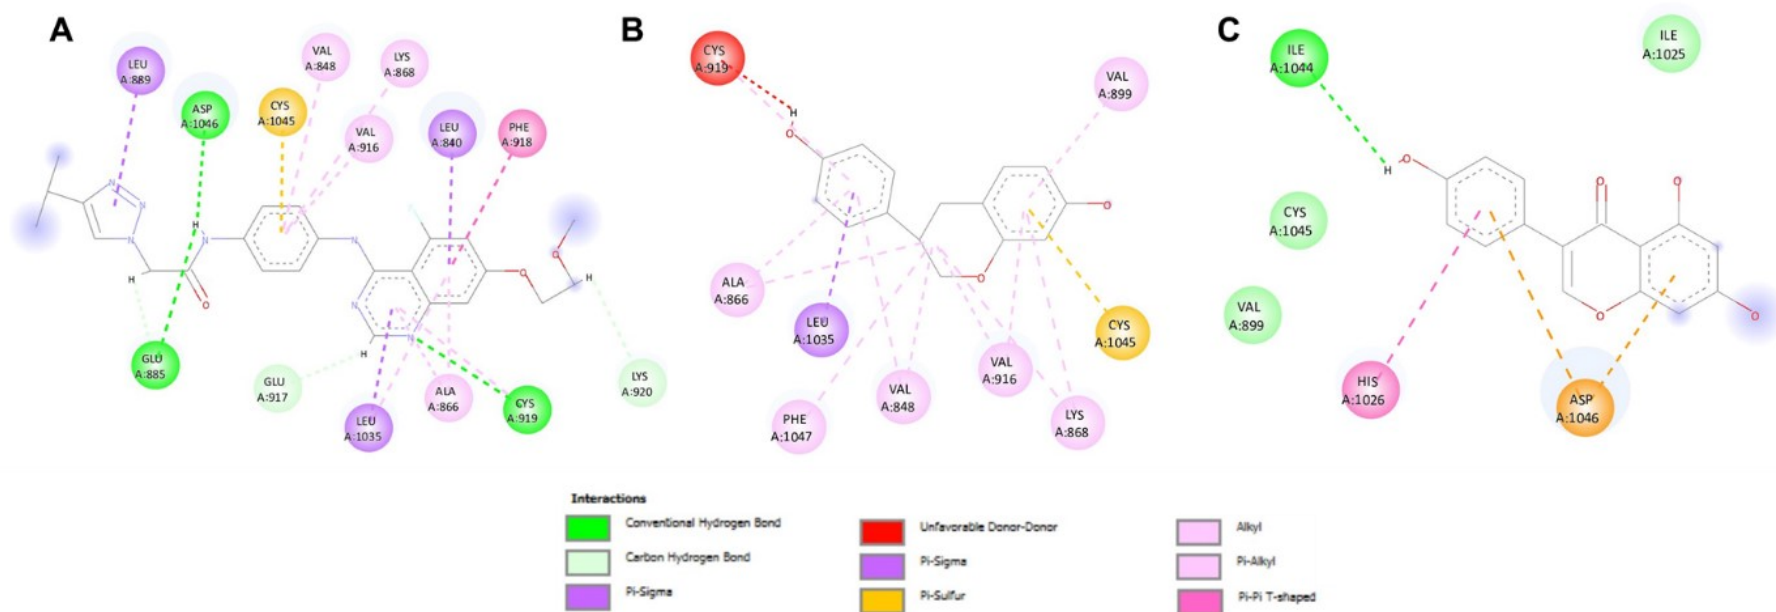 A
LEU
A:889
ASP
A:1046
CYS
A:1045
VAL
A:848
LYS
A:868
VAL
A:916
LEU
A:840
PHE
A:918
H
N
N
N
N
H
O
N
N
N
H
O
O
H
GLU
A:885
GLU
A:917
LEU
A:1035
ALA
A:866
CYS
A:919
LYS
A:920
B
CYS
A:919
VAL
A:899
H
O
O
O
ALA
A:866
LEU
A:1035
CYS
A:1045
PHE
A:1047
VAL
A:848
VAL
A:916
LYS
A:868
C
ILE
A:1044
ILE
A:1025
H
O
O
O
O
O
CYS
A:1045
VAL
A:899
HIS
A:1026
ASP
A:1046
Interactions
Conventional Hydrogen Bond
Carbon Hydrogen Bond
Pi-Sigma
Unfavorable Donor-Donor
Pi-Sigma
Pi-Sulfur
Alkyl
Pi-Alkyl
Pi-Pi T-shaped